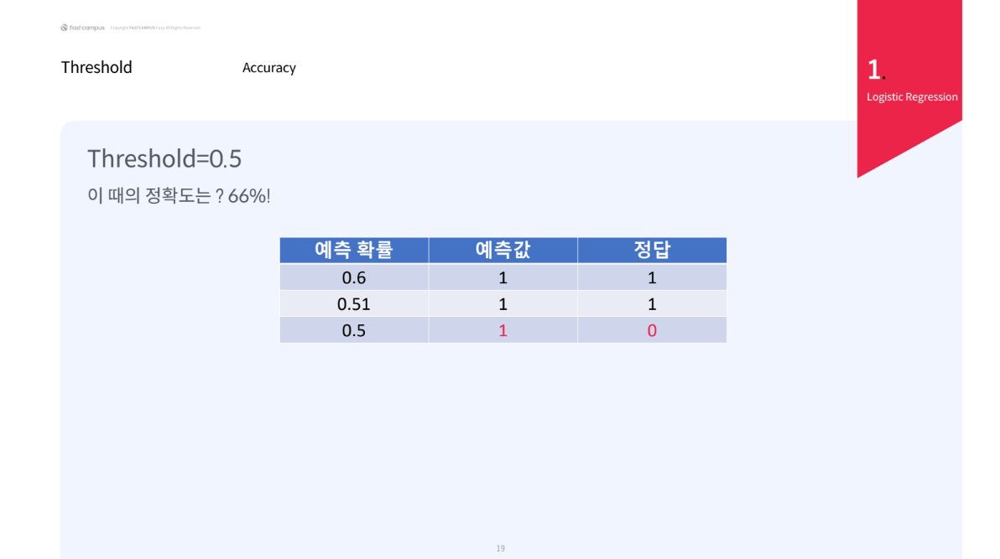 fast campus Copyright FASTCAMPUS Corp. All Rights Reserved
Threshold Accuracy
1.
Logistic Regression
Threshold=0.5
이 때의 정확도는 ? 66%!
예측 확률 예측값 정답
0.6 1 1
0.51 1 1
0.5 1 0
19